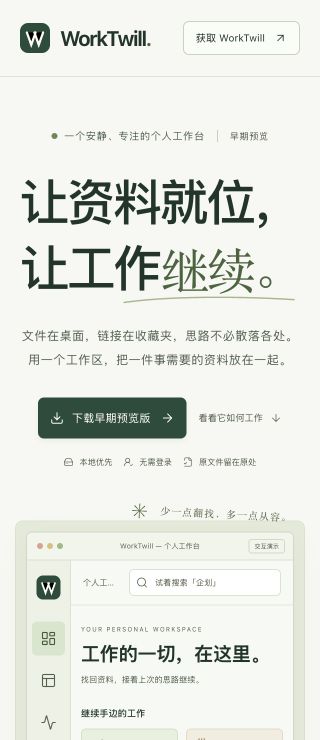 WorkTwill.
获取 WorkTwill
一个安静、专注的个人工作台
早期预览
让资料就位，
让工作继续。
文件在桌面，链接在收藏夹，思路不必散落各处。
用一个工作区，把一件事需要的资料放在一起。
下载早期预览版
看看它如何工作
本地优先
无需登录
原文件留在原处
少一点翻找，多一点从容。
WorkTwill — 个人工作台
交互演示
个人工...
试着搜索「企划」
YOUR PERSONAL WORKSPACE
工作的一切，在这里。
找回资料，接着上次的思路继续。
继续手边的工作